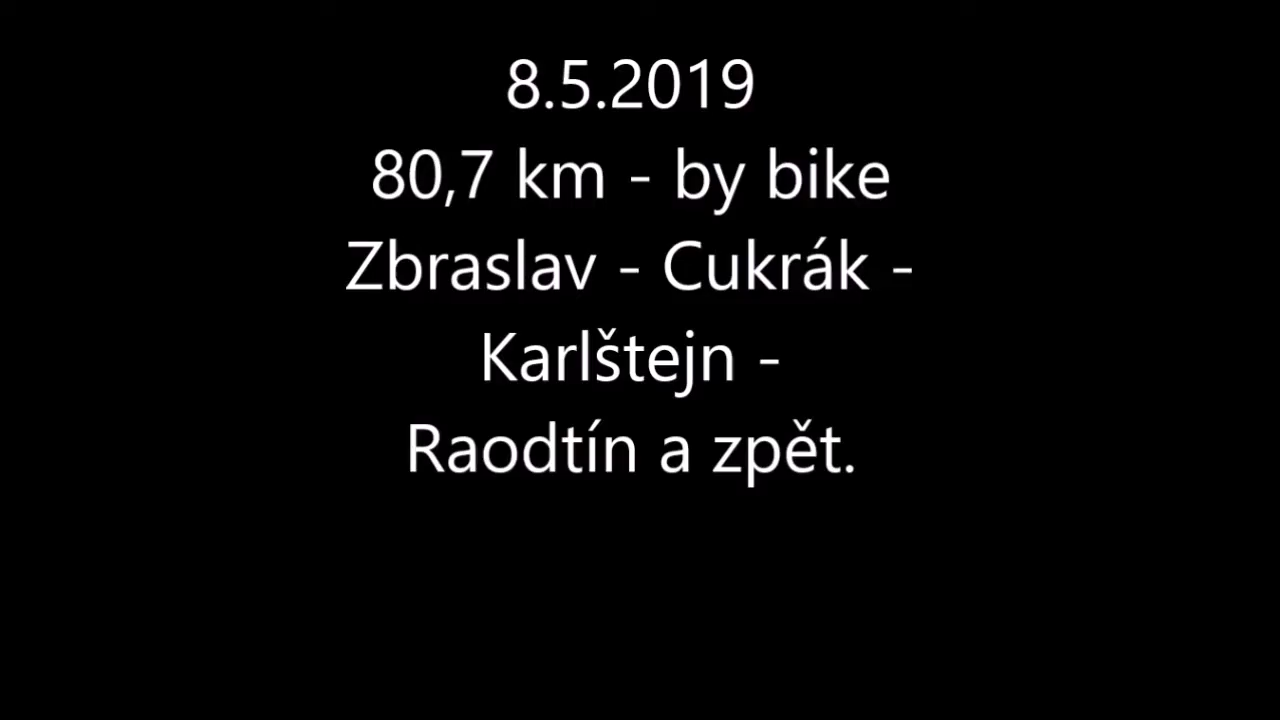 8.5.2019
80,7 km - by bike
Zbraslav - Cukrák -
Karlštejn -
Raodtín a zpět.